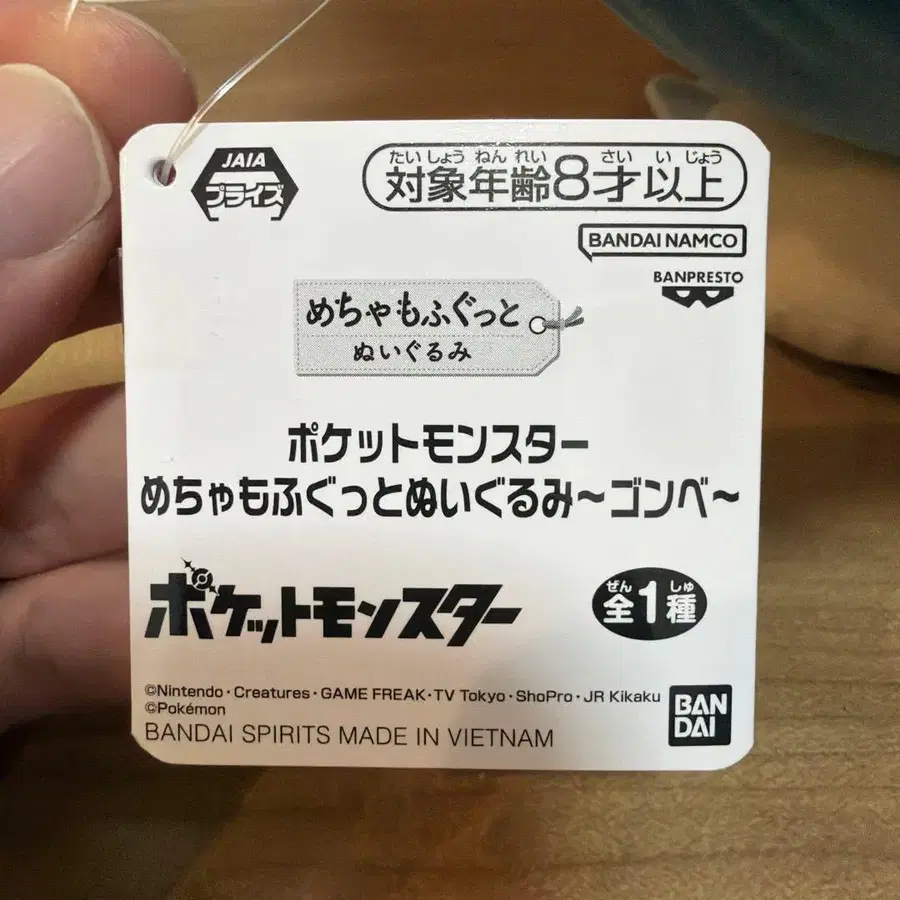 JAIA
プライズ
たいしょうねんれい さいいじょう
対象年齢8才以上
BANDAI NAMCO
BANPRESTO
めちゃもふぐっと
ぬいぐるみ
ポケットモンスター
めちゃもふぐっとぬいぐるみ～ゴンベ～
ポケットモンスター
ぜん しゅ
全1種
©Nintendo・Creatures・GAME FREAK・TV Tokyo・ShoPro・JR Kikaku
©Pokémon
BANDAI SPIRITS MADE IN VIETNAM
BAN
DAI